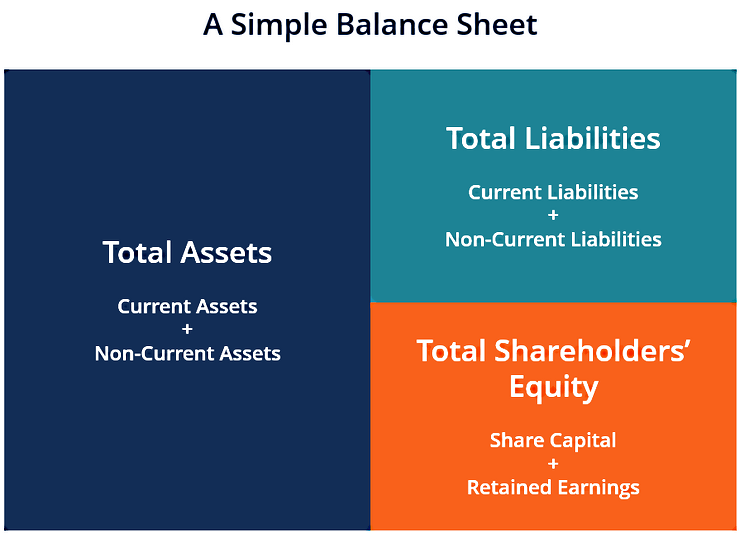 A Simple Balance Sheet
Total Assets
Current Assets
+
Non-Current Assets
Total Liabilities
Current Liabilities
+
Non-Current Liabilities
Total Shareholders’
Equity
Share Capital
+
Retained Earnings